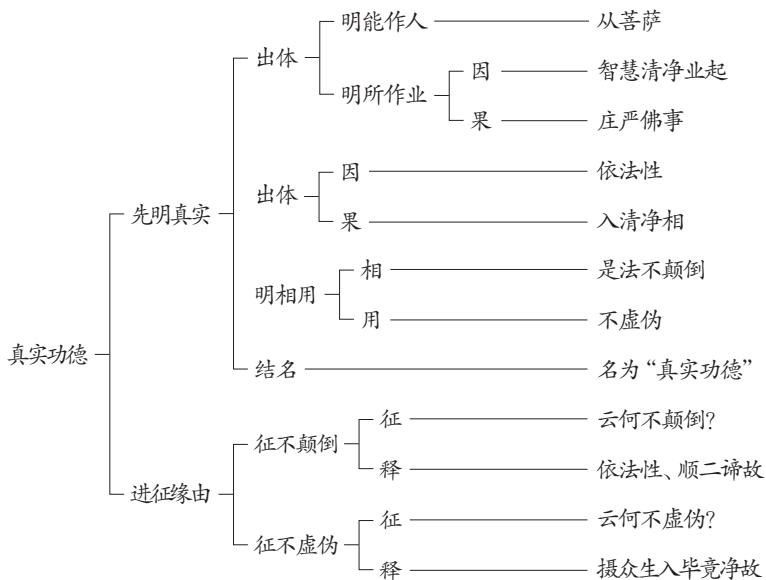 真实功德
先明真实
出体
明能作人
从菩萨
明所作业
因
智慧清净业起
果
庄严佛事
出体
因
依法性
果
入清净相
明相用
相
是法不颠倒
用
不虚伪
结名
名为“真实功德”
进征缘由
征不颠倒
征
云何不颠倒？
释
依法性、顺二谛故
征不虚伪
征
云何不虚伪？
释
摄众生入毕竟净故